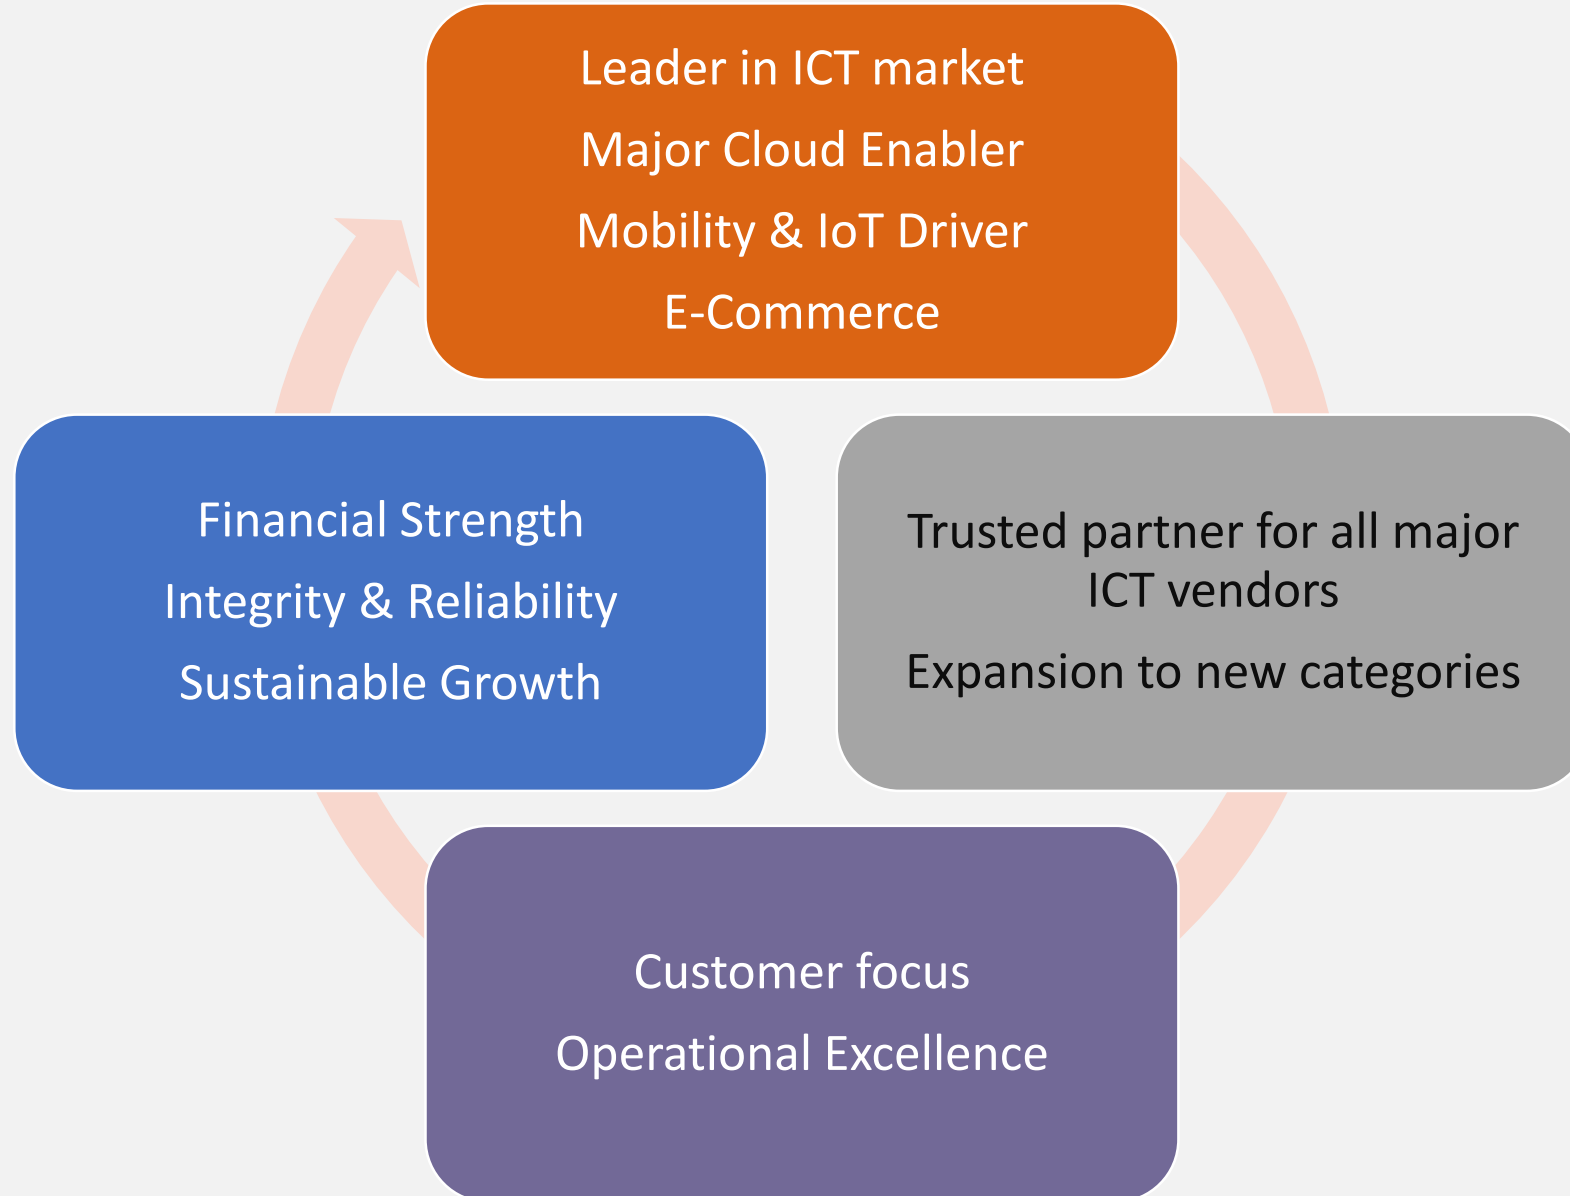 Leader in ICT market
Major Cloud Enabler
Mobility & IoT Driver
E-Commerce
Financial Strength
Integrity & Reliability
Sustainable Growth
Trusted partner for all major
ICT vendors
Expansion to new categories
Customer focus
Operational Excellence